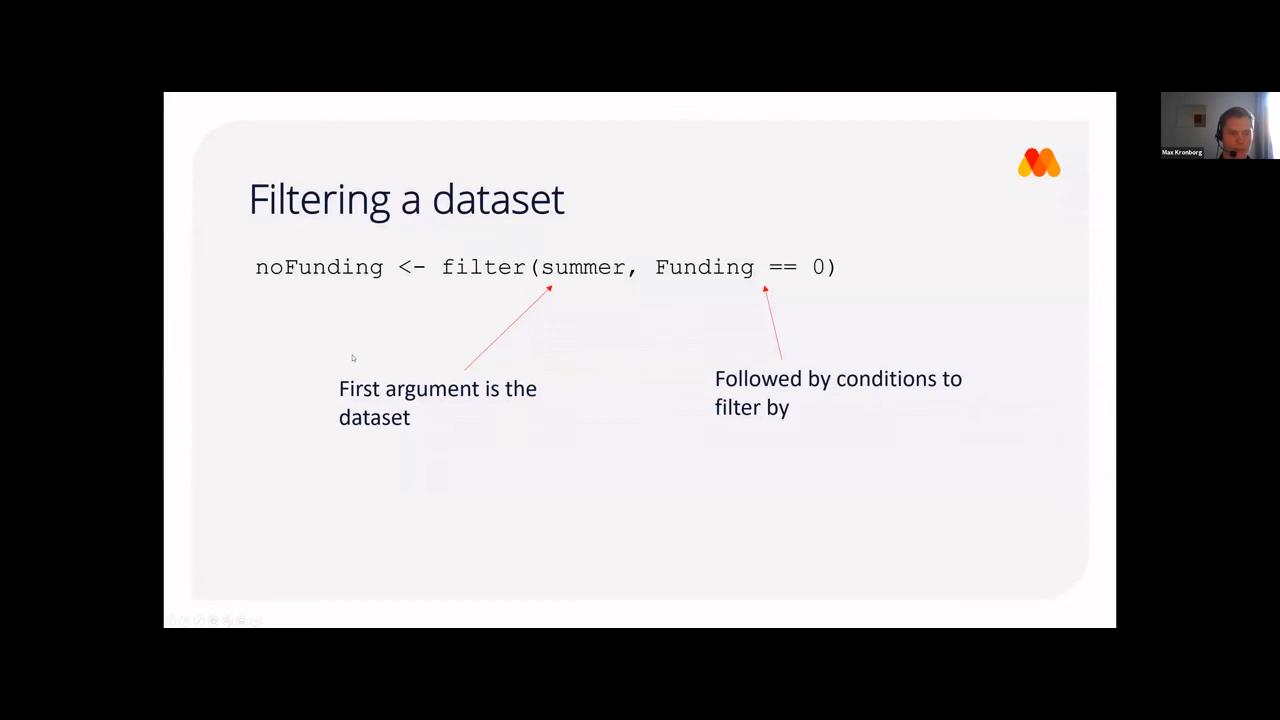 Filtering a dataset
noFunding <- filter(summer, Funding == 0)
First argument is the
dataset
Followed by conditions to
filter by
Max Kronborg